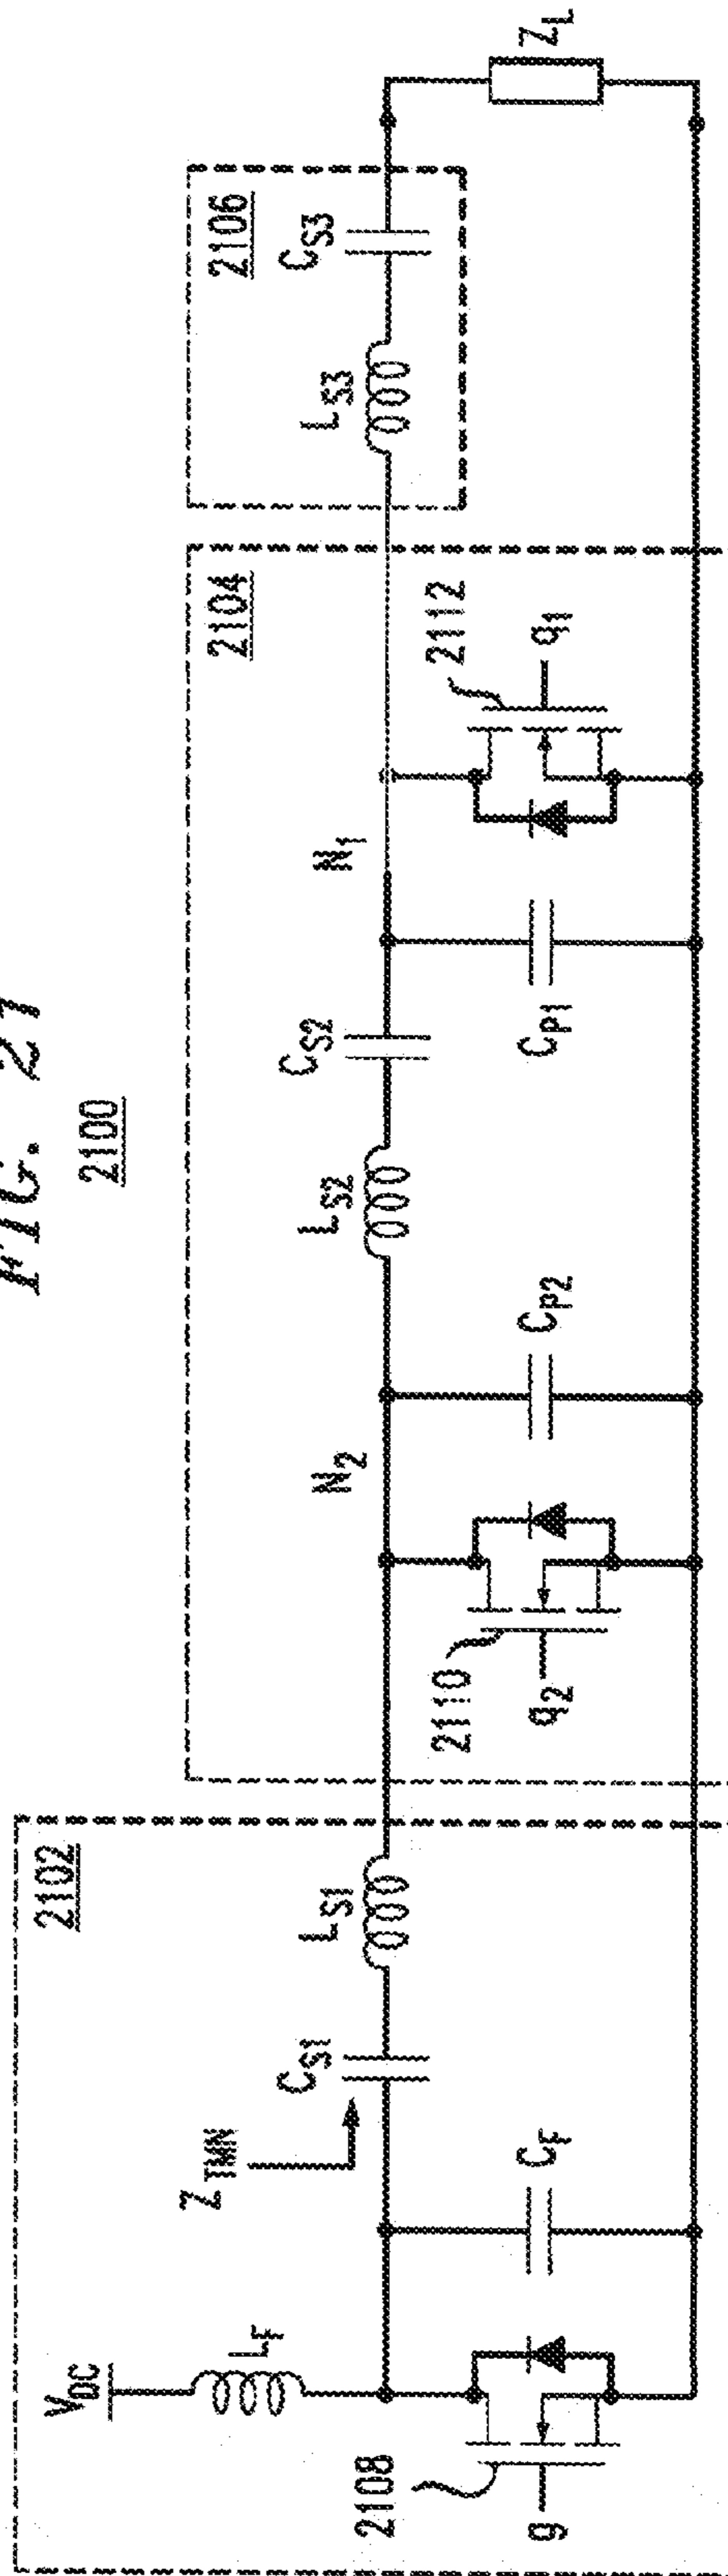 FIG. 21
2100
2102
V_DC
L_F
Z_TMN
C_S1
L_S1
C_F
2108
g
2104
N_2
L_S2
C_S2
N_1
2110
q_2
C_P2
C_P1
2112
q_1
2106
L_S3
C_S3
Z_L